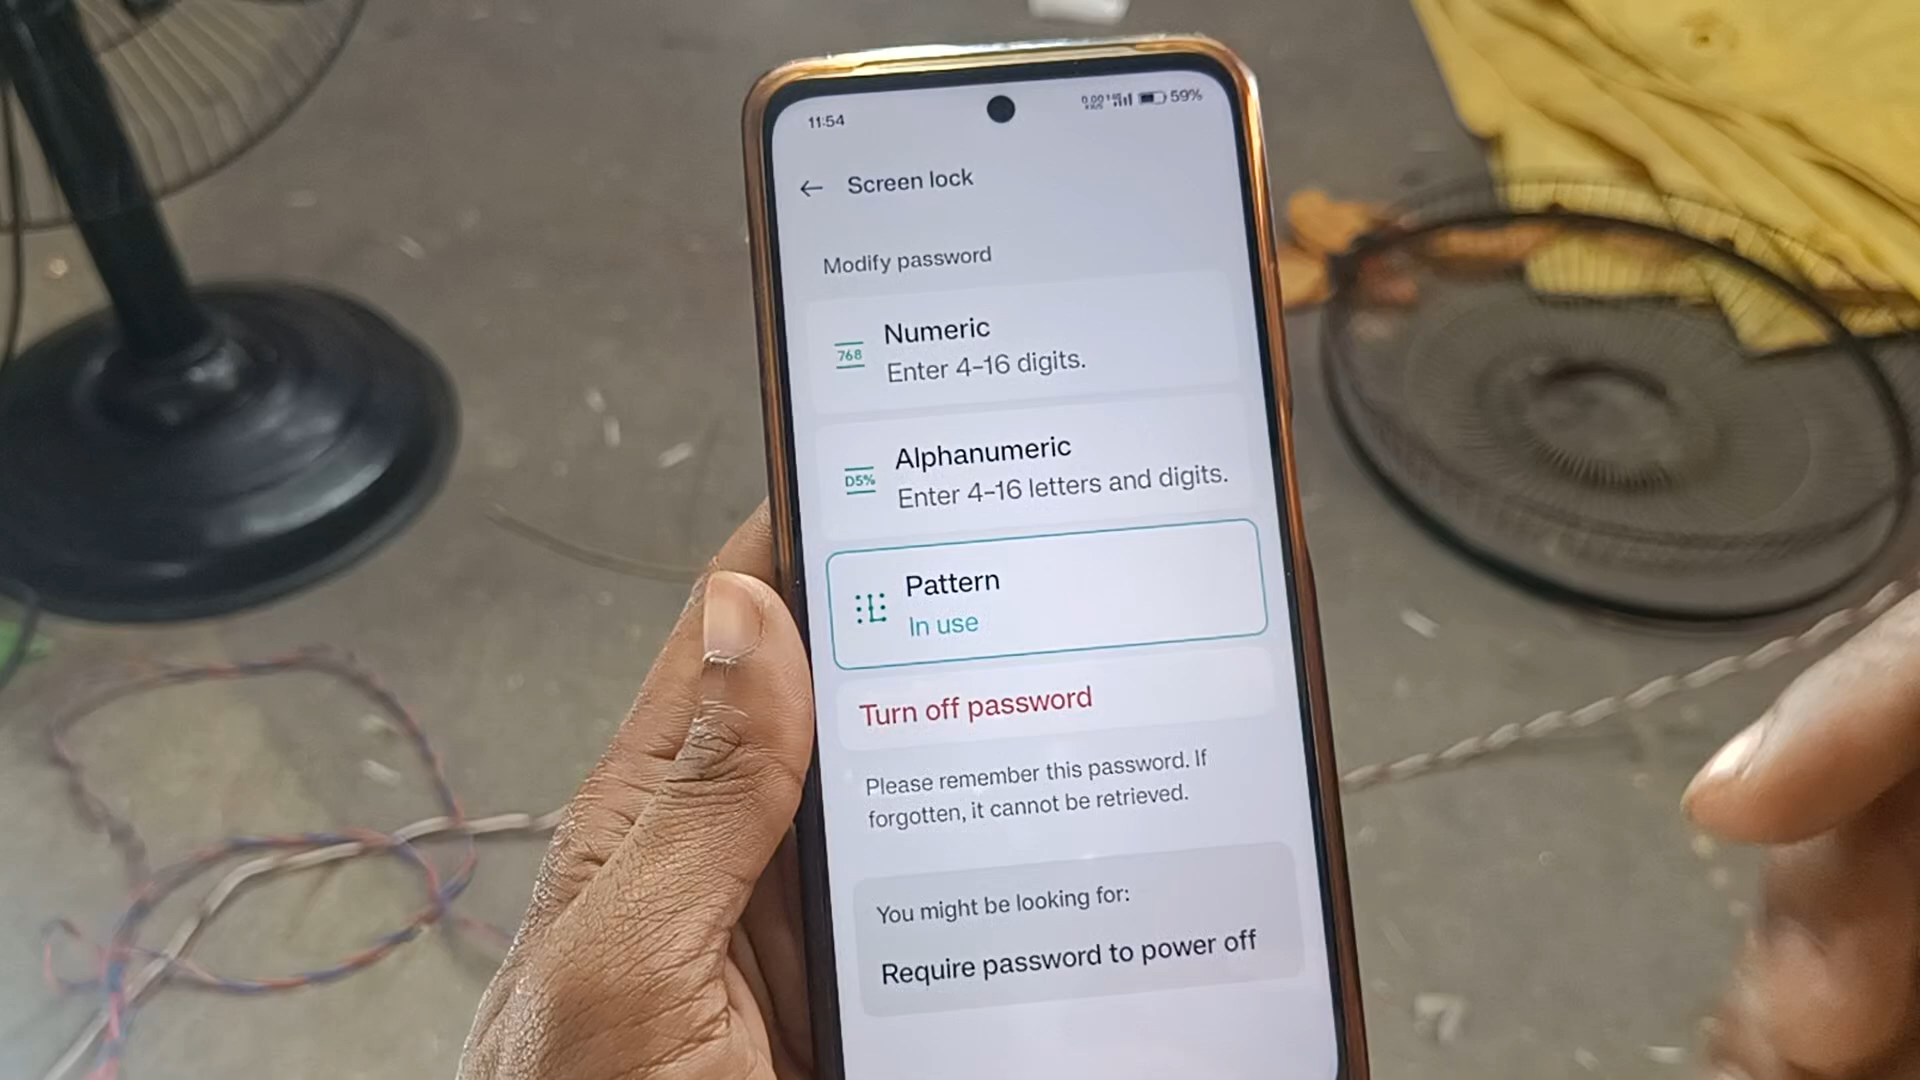 11:54
59%
Screen lock
Modify password
768
Numeric
Enter 4–16 digits.
D5%
Alphanumeric
Enter 4–16 letters and digits.
Pattern
In use
Turn off password
Please remember this password. If
forgotten, it cannot be retrieved.
You might be looking for:
Require password to power off